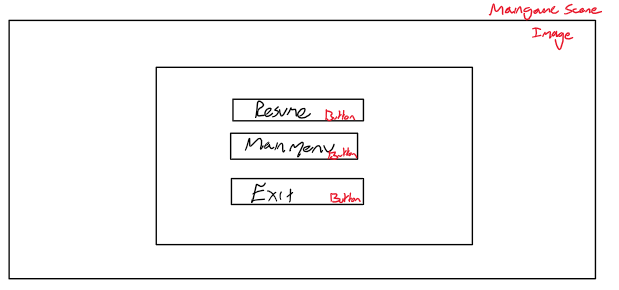 Maingame Scene
Image
Resume Button
Main menu Button
Exit Button